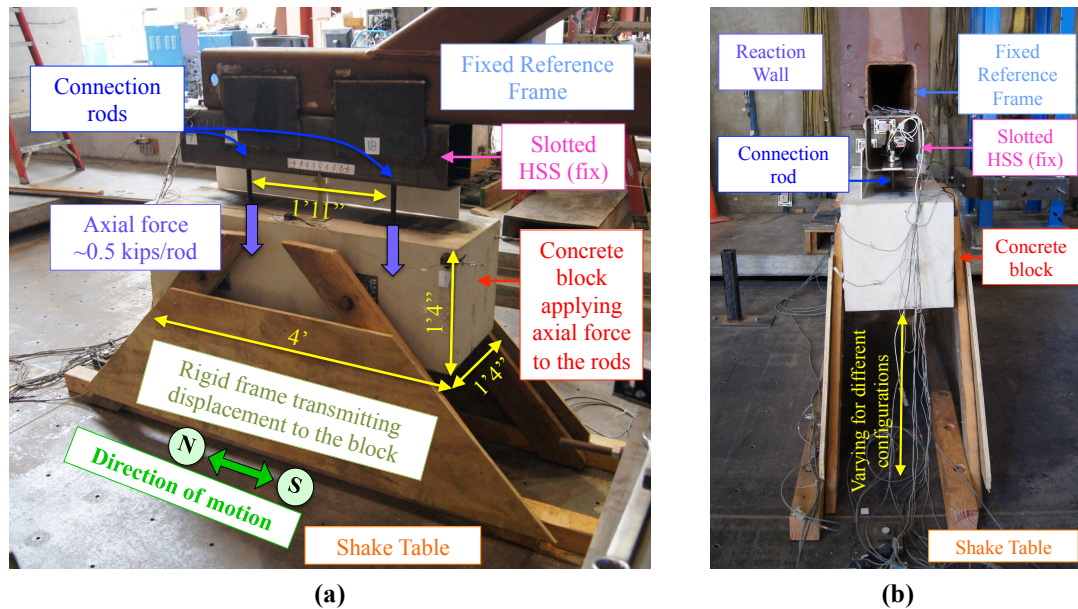 Connection
rods
Fixed Reference
Frame
Slotted
HSS (fix)
18
1’11”
Axial force
~0.5 kips/rod
Concrete
block
applying
axial force
to the rods
1’4”
4’
1’4”
Rigid frame transmitting
displacement to the block
N
S
Direction of motion
Shake Table
(a)
Reaction
Wall
Fixed
Reference
Frame
Slotted
HSS (fix)
Connection
rod
Concrete
block
Varying for different
configurations
Shake Table
(b)